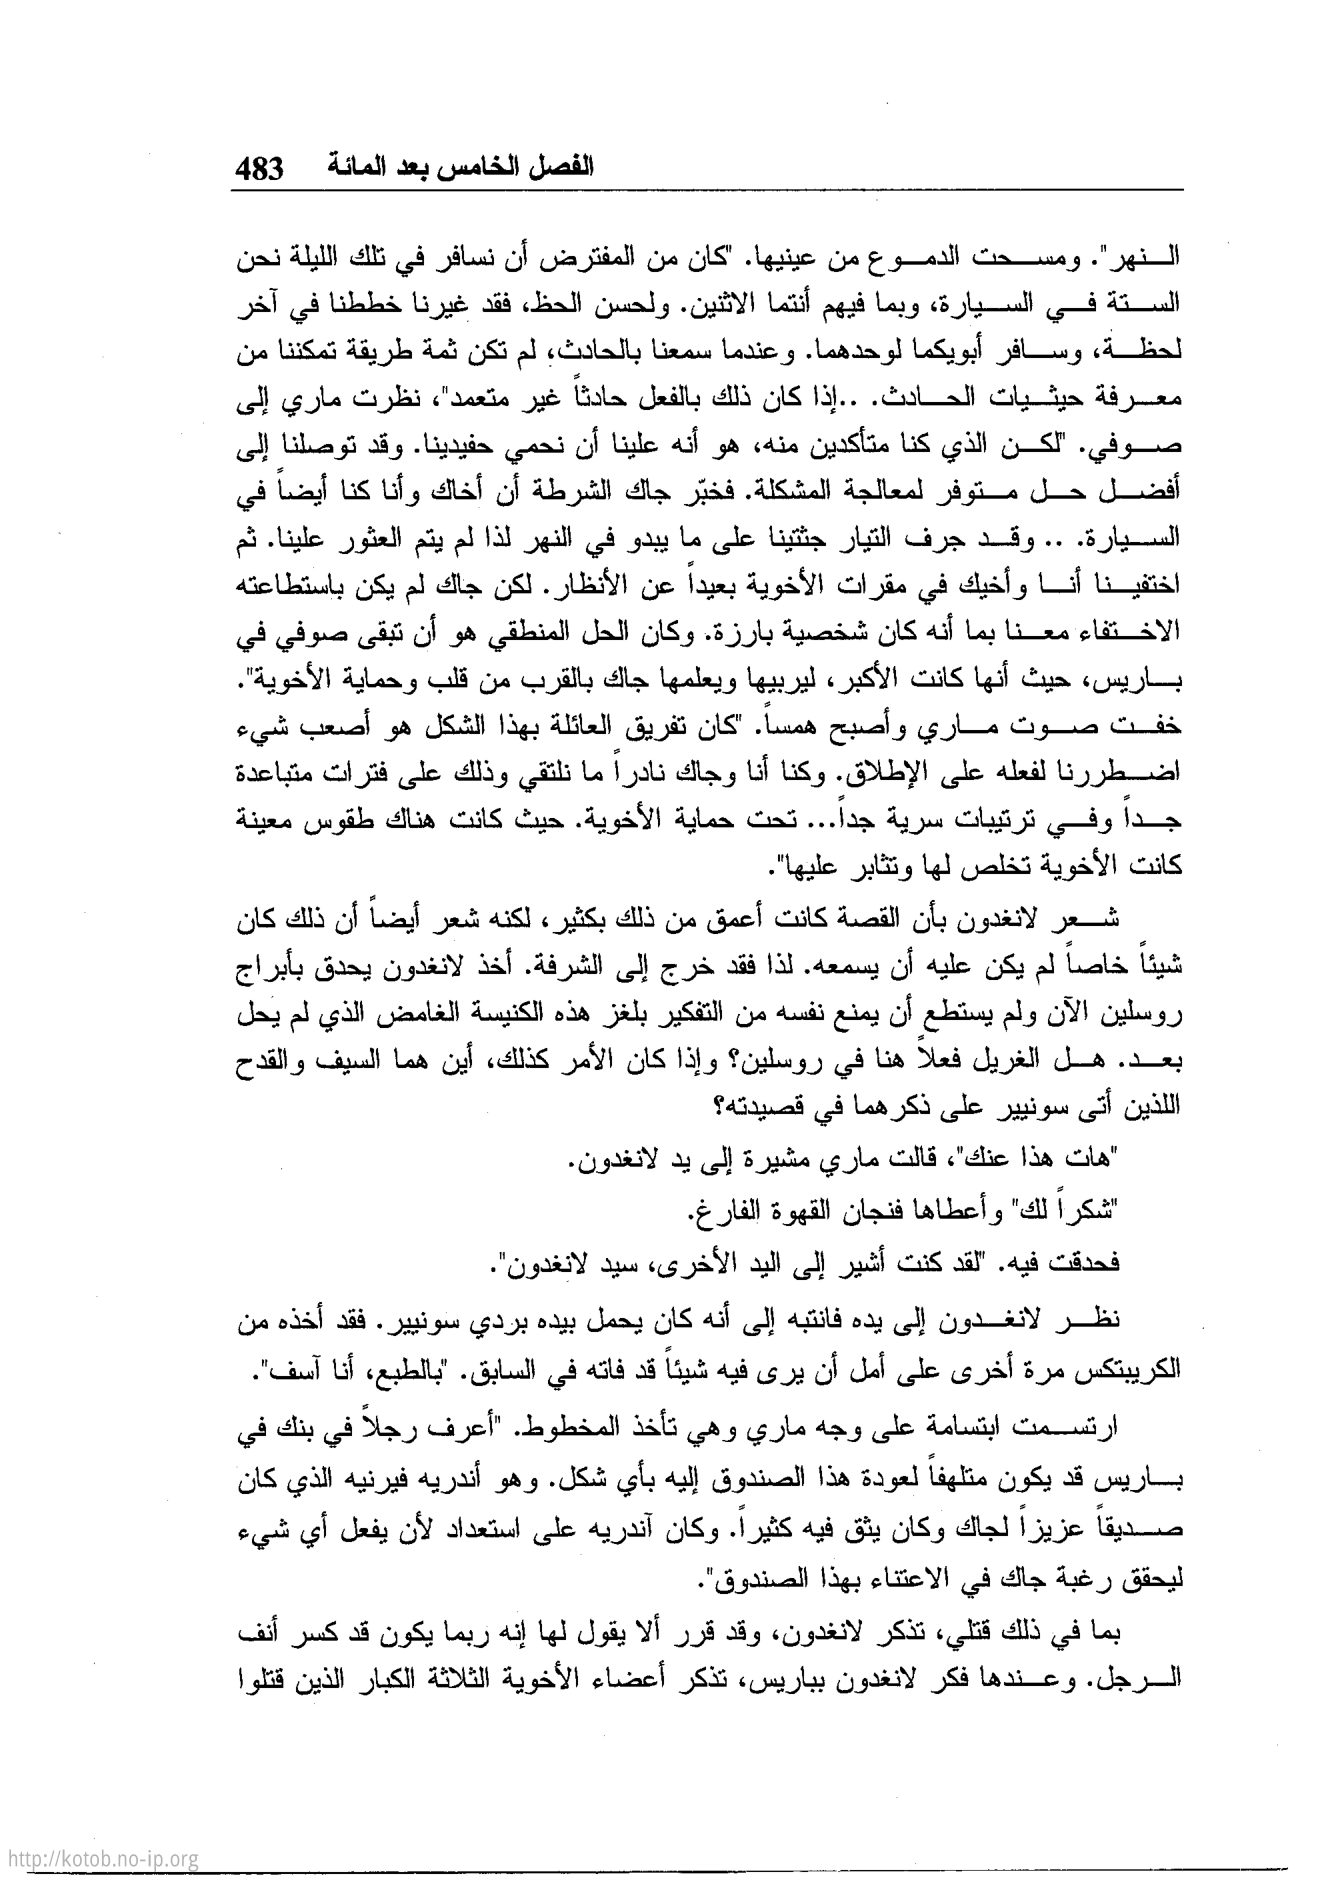 الفصل الخامس بعد المائة 483
النهر". ومسحت الدموع من عينيها. "كان من المفترض أن نسافر في تلك الليلة نحن
الستة في السيارة، وبما فيهم أنتما الاثنين. ولحسن الحظ، فقد غيرنا خططنا في آخر
لحظة، وسافر أبويكما لوحدهما. وعندما سمعنا بالحادث، لم تكن ثمة طريقة تمكننا من
معرفة حيثيات الحادث. ..إذا كان ذلك بالفعل حادثاً غير متعمد"، نظرت ماري إلى
صوفي. "لكن الذي كنا متأكدين منه، هو أنه علينا أن نحمي حفيدينا. وقد توصلنا إلى
أفضل حل متوفر لمعالجة المشكلة. فخبّر جاك الشرطة أن أخاك وأنا كنا أيضاً في
السيارة. .. وقد جرف التيار جثتينا على ما يبدو في النهر لذا لم يتم العثور علينا. ثم
اختفينا أنا وأخيك في مقرات الأخوية بعيداً عن الأنظار. لكن جاك لم يكن باستطاعته
الاختفاء معنا بما أنه كان شخصية بارزة. وكان الحل المنطقي هو أن تبقى صوفي في
باريس، حيث أنها كانت الأكبر، ليربيها ويعلمها جاك بالقرب من قلب وحماية الأخوية".
خفت صوت ماري وأصبح همساً. "كان تفريق العائلة بهذا الشكل هو أصعب شيء
اضطررنا لفعله على الإطلاق. وكنا أنا وجاك نادراً ما نلتقي وذلك على فترات متباعدة
جداً وفي ترتيبات سرية جداً... تحت حماية الأخوية. حيث كانت هناك طقوس معينة
كانت الأخوية تخلص لها وتثابر عليها".
شعر لانغدون بأن القصة كانت أعمق من ذلك بكثير، لكنه شعر أيضاً أن ذلك كان
شيئاً خاصاً لم يكن عليه أن يسمعه. لذا فقد خرج إلى الشرفة. أخذ لانغدون يحدق بأبراج
روسلين الآن ولم يستطع أن يمنع نفسه من التفكير بلغز هذه الكنيسة الغامض الذي لم يحل
بعد. هل الغريل فعلاً هنا في روسلين؟ وإذا كان الأمر كذلك، أين هما السيف والقدح
اللذين أتى سونيير على ذكرهما في قصيدته؟
"هات هذا عنك"، قالت ماري مشيرة إلى يد لانغدون.
"شكراً لك" وأعطاها فنجان القهوة الفارغ.
فحدقت فيه. "لقد كنت أشير إلى اليد الأخرى، سيد لانغدون".
نظر لانغدون إلى يده فانتبه إلى أنه كان يحمل بيده بردي سونيير. فقد أخذه من
الكريبتكس مرة أخرى على أمل أن يرى فيه شيئاً قد فاته في السابق. "بالطبع، أنا آسف".
ارتسمت ابتسامة على وجه ماري وهي تأخذ المخطوط. "أعرف رجلاً في بنك في
باريس قد يكون متلهفاً لعودة هذا الصندوق إليه بأي شكل. وهو أندريه فيرنيه الذي كان
صديقاً عزيزاً لجاك وكان يثق فيه كثيراً. وكان آندريه على استعداد لأن يفعل أي شيء
ليحقق رغبة جاك في الاعتناء بهذا الصندوق".
بما في ذلك قتلي، تذكر لانغدون، وقد قرر ألا يقول لها إنه ربما يكون قد كسر أنف
الرجل. وعندها فكر لانغدون بباريس، تذكر أعضاء الأخوية الثلاثة الكبار الذين قتلوا
http://kotob.no-ip.org